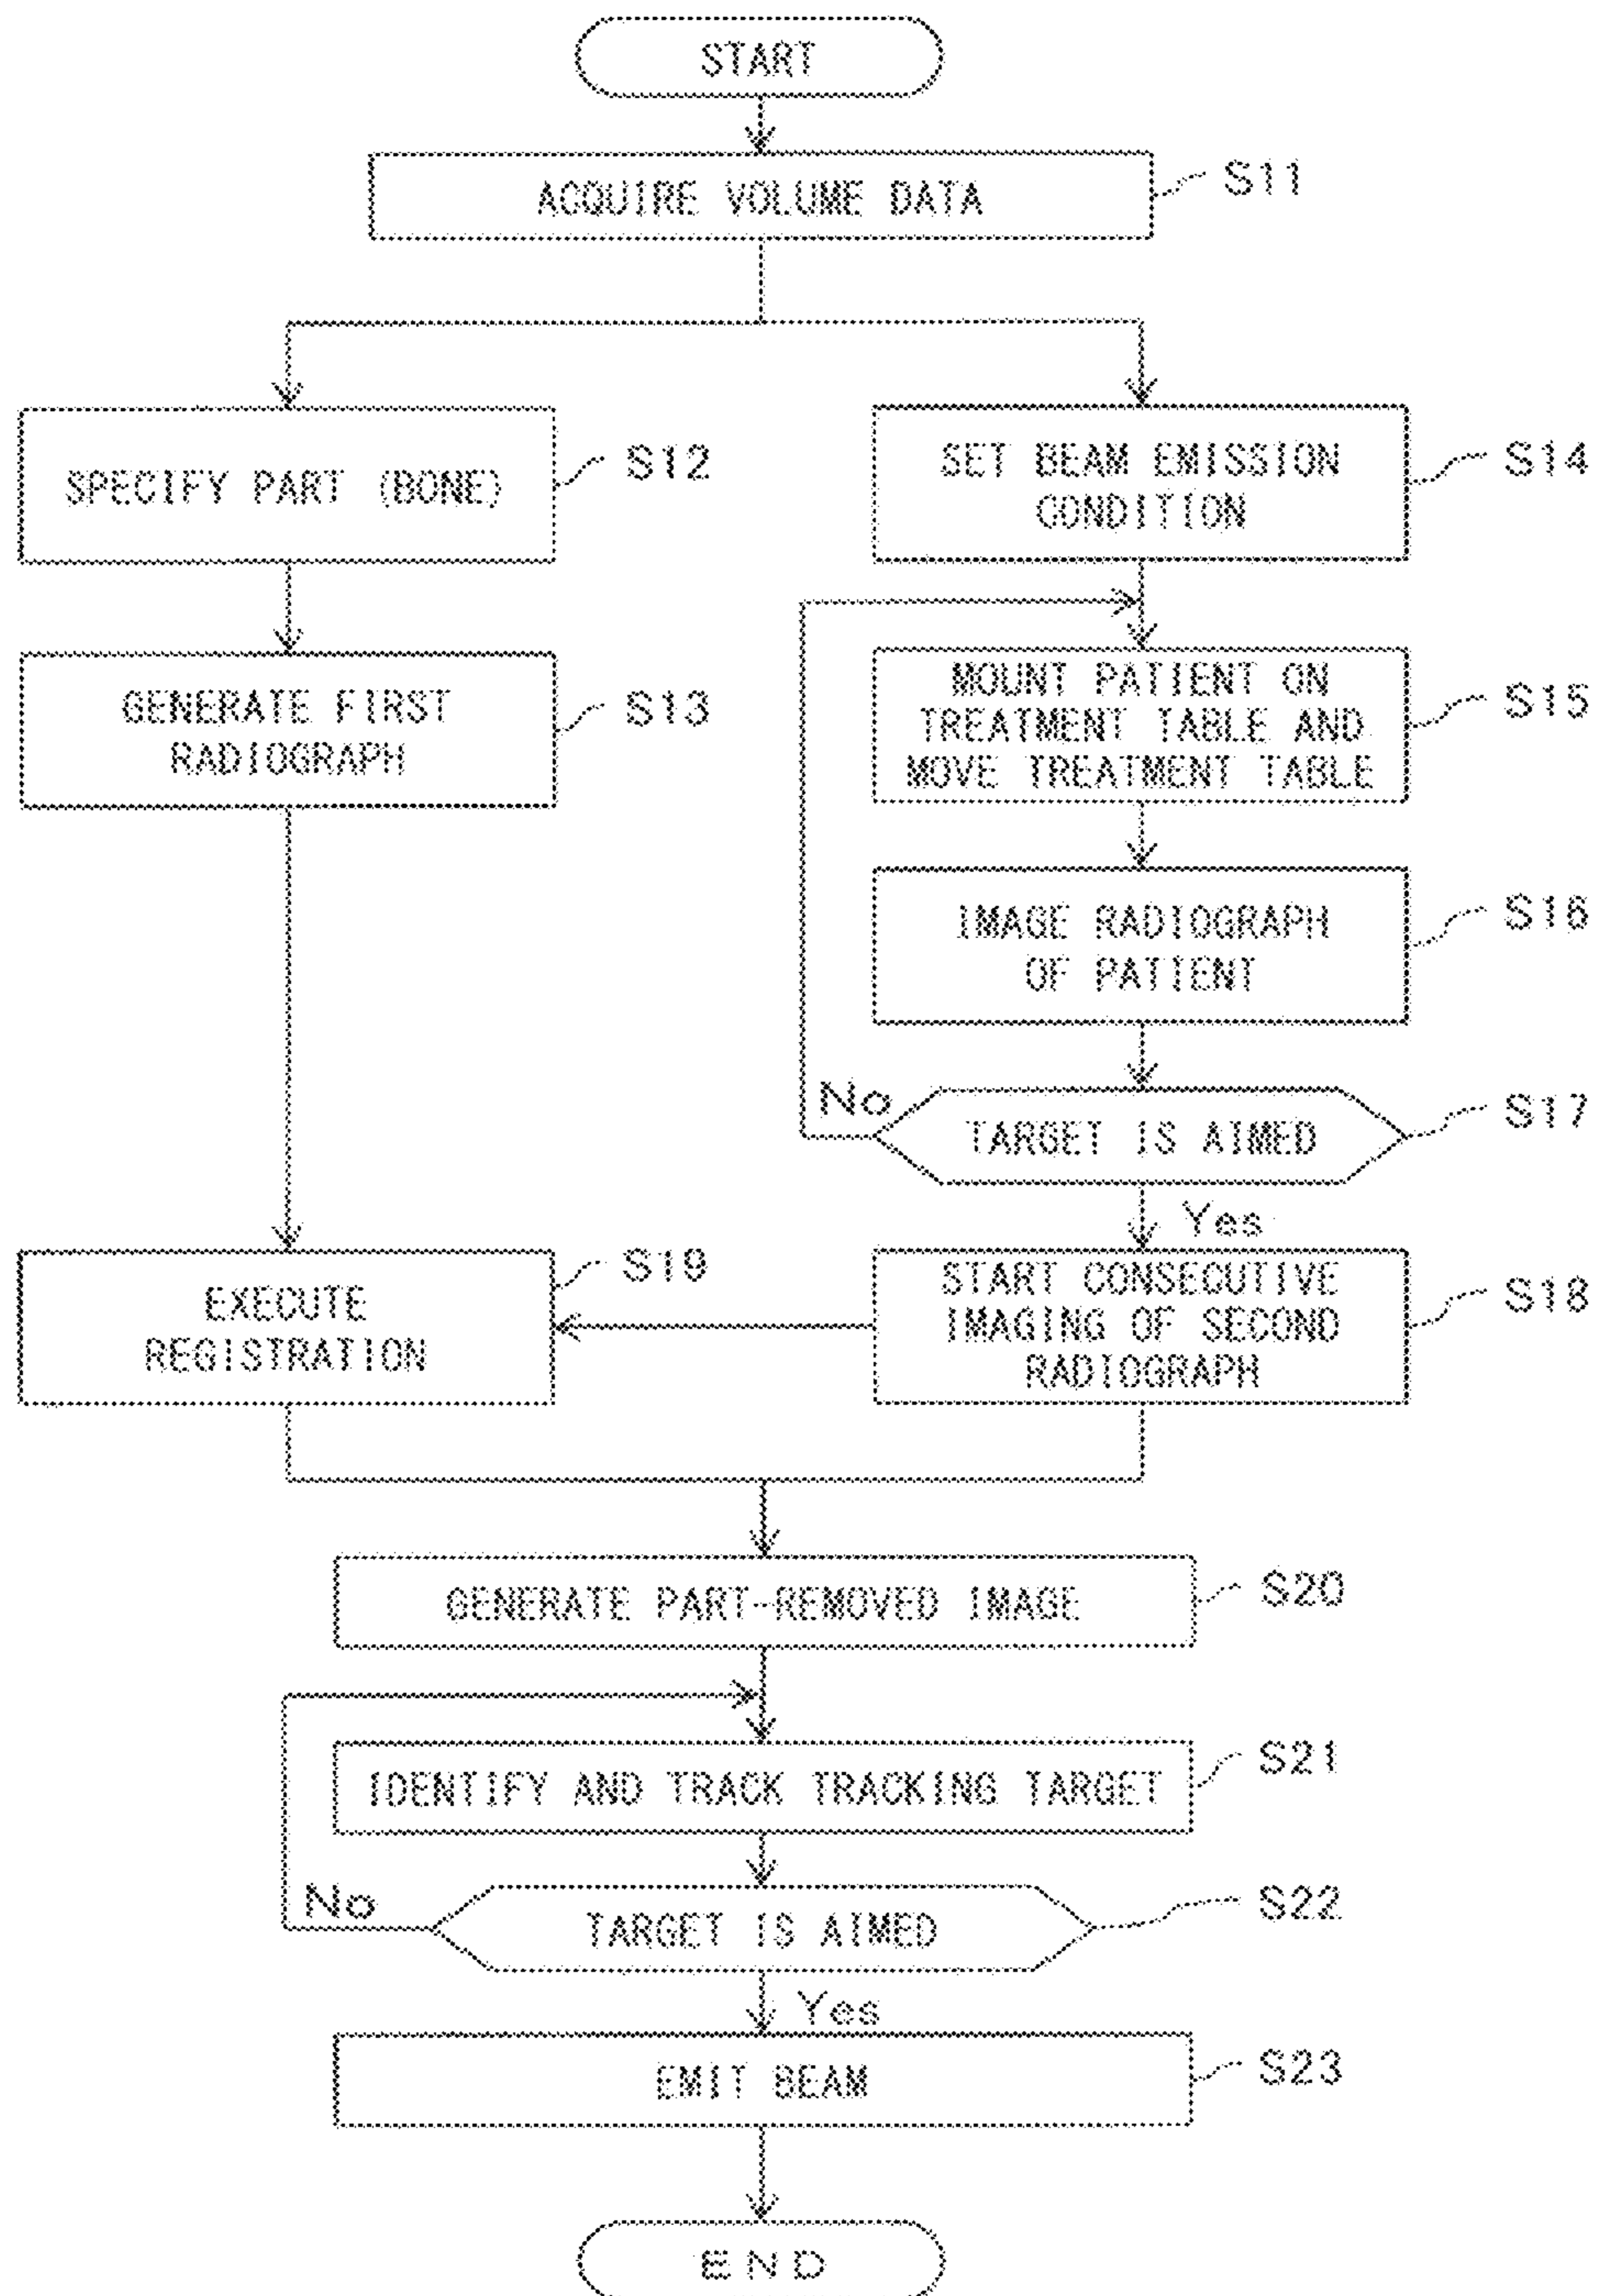 START
ACQUIRE VOLUME DATA
S11
SPECIFY PART (BONE)
S12
SET BEAM EMISSION
CONDITION
S14
GENERATE FIRST
RADIOGRAPH
S13
MOUNT PATIENT ON
TREATMENT TABLE AND
MOVE TREATMENT TABLE
S15
IMAGE RADIOGRAPH
OF PATIENT
S16
No
TARGET IS AIMED
S17
Yes
EXECUTE
REGISTRATION
S19
START CONSECUTIVE
IMAGING OF SECOND
RADIOGRAPH
S18
GENERATE PART-REMOVED IMAGE
S20
IDENTIFY AND TRACK TRACKING TARGET
S21
No
TARGET IS AIMED
S22
Yes
EMIT BEAM
S23
END